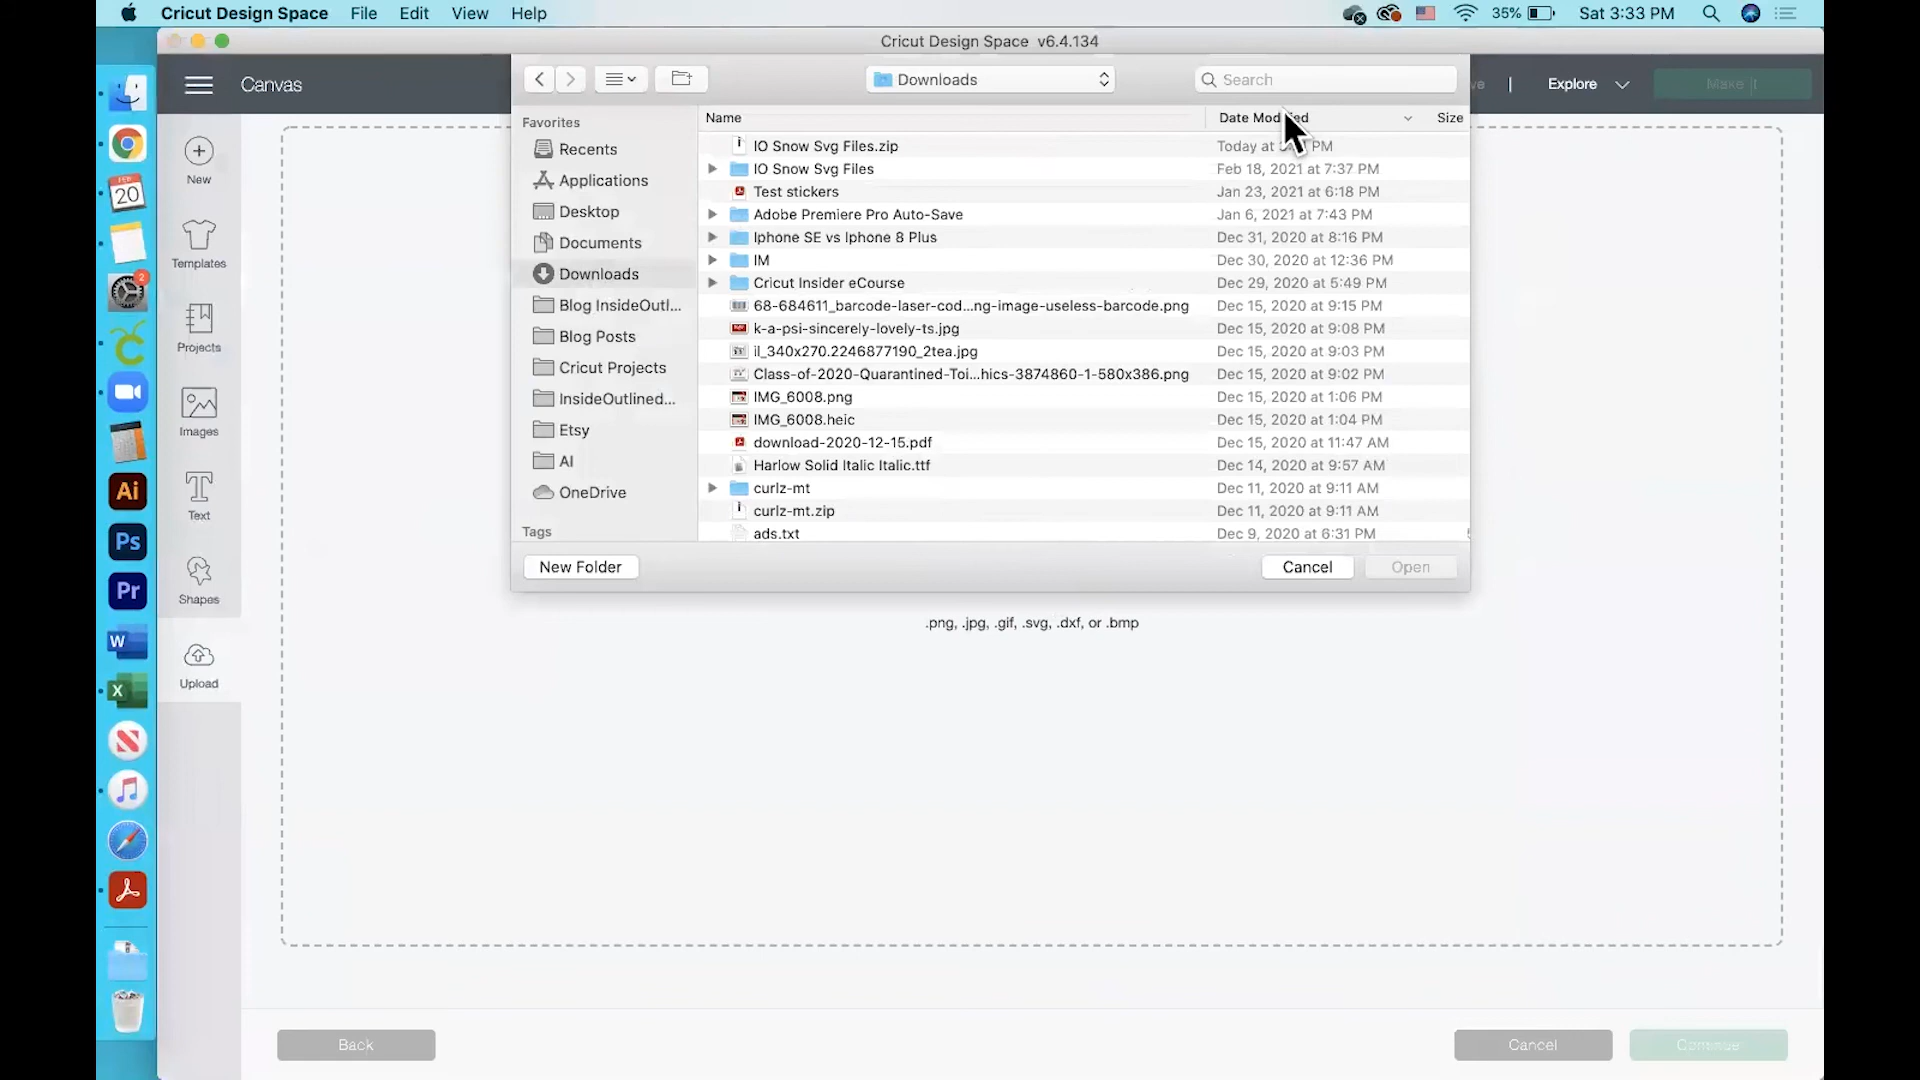 Cricut Design Space File Edit View Help 35% Sat 3:33 PM
Cricut Design Space v6.4.134
Canvas Downloads Search | Explore Make It
Favorites
Recents
Applications
Desktop
Documents
Downloads
Blog InsideOutl...
Blog Posts
Cricut Projects
InsideOutlined...
Etsy
AI
OneDrive
Tags
Name Date Modified Size
IO Snow Svg Files.zip Today at PM
IO Snow Svg Files Feb 18, 2021 at 7:37 PM
Test stickers Jan 23, 2021 at 6:18 PM
Adobe Premiere Pro Auto-Save Jan 6, 2021 at 7:43 PM
Iphone SE vs Iphone 8 Plus Dec 31, 2020 at 8:16 PM
IM Dec 30, 2020 at 12:36 PM
Cricut Insider eCourse Dec 29, 2020 at 5:49 PM
68-684611_barcode-laser-cod...ng-image-useless-barcode.png Dec 15, 2020 at 9:15 PM
k-a-psi-sincerely-lovely-ts.jpg Dec 15, 2020 at 9:08 PM
il_340x270.2246877190_2tea.jpg Dec 15, 2020 at 9:03 PM
Class-of-2020-Quarantined-Toi...hics-3874860-1-580x386.png Dec 15, 2020 at 9:02 PM
IMG_6008.png Dec 15, 2020 at 1:06 PM
IMG_6008.heic Dec 15, 2020 at 1:04 PM
download-2020-12-15.pdf Dec 15, 2020 at 11:47 AM
Harlow Solid Italic Italic.ttf Dec 14, 2020 at 9:57 AM
curlz-mt Dec 11, 2020 at 9:11 AM
curlz-mt.zip Dec 11, 2020 at 9:11 AM
ads.txt Dec 9, 2020 at 6:31 PM
New Folder Cancel Open
.png, .jpg, .gif, .svg, .dxf, or .bmp
New
Templates
Projects
Images
Text
Shapes
Upload
FEB
20
2
Ai
Ps
Pr
W
X
Back Cancel Continue